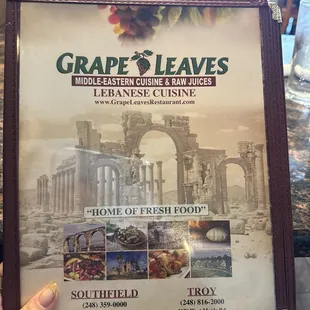 GRAPE LEAVES
MIDDLE-EASTERN CUISINE & RAW JUICES
LEBANESE CUISINE
www.GrapeLeavesRestaurant.com
"HOME OF FRESH FOOD"
SOUTHFIELD
(248) 359-0000
TROY
(248) 816-2000